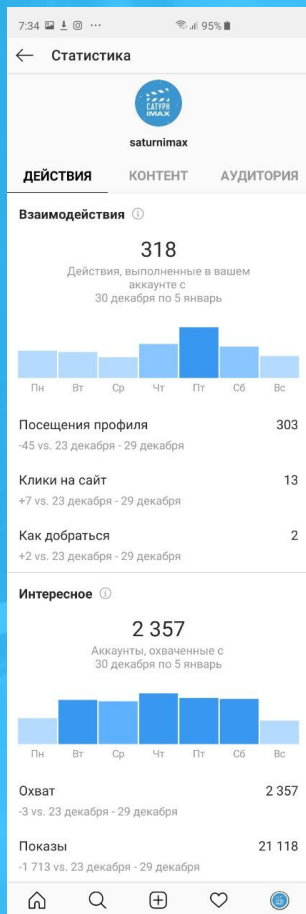 7:34 95%
Статистика
САТУРН
IMAX
saturnimax
ДЕЙСТВИЯ КОНТЕНТ АУДИТОРИЯ
Взаимодействия
318
Действия, выполненные в вашем
аккаунте с
30 декабря по 5 январь
Пн Вт Ср Чт Пт Сб Вс
Посещения профиля 303
-45 vs. 23 декабря - 29 декабря
Клики на сайт 13
+7 vs. 23 декабря - 29 декабря
Как добраться 2
+2 vs. 23 декабря - 29 декабря
Интересное
2 357
Аккаунты, охваченные с
30 декабря по 5 январь
Пн Вт Ср Чт Пт Сб Вс
Охват 2 357
-3 vs. 23 декабря - 29 декабря
Показы 21 118
-1 713 vs. 23 декабря - 29 декабря